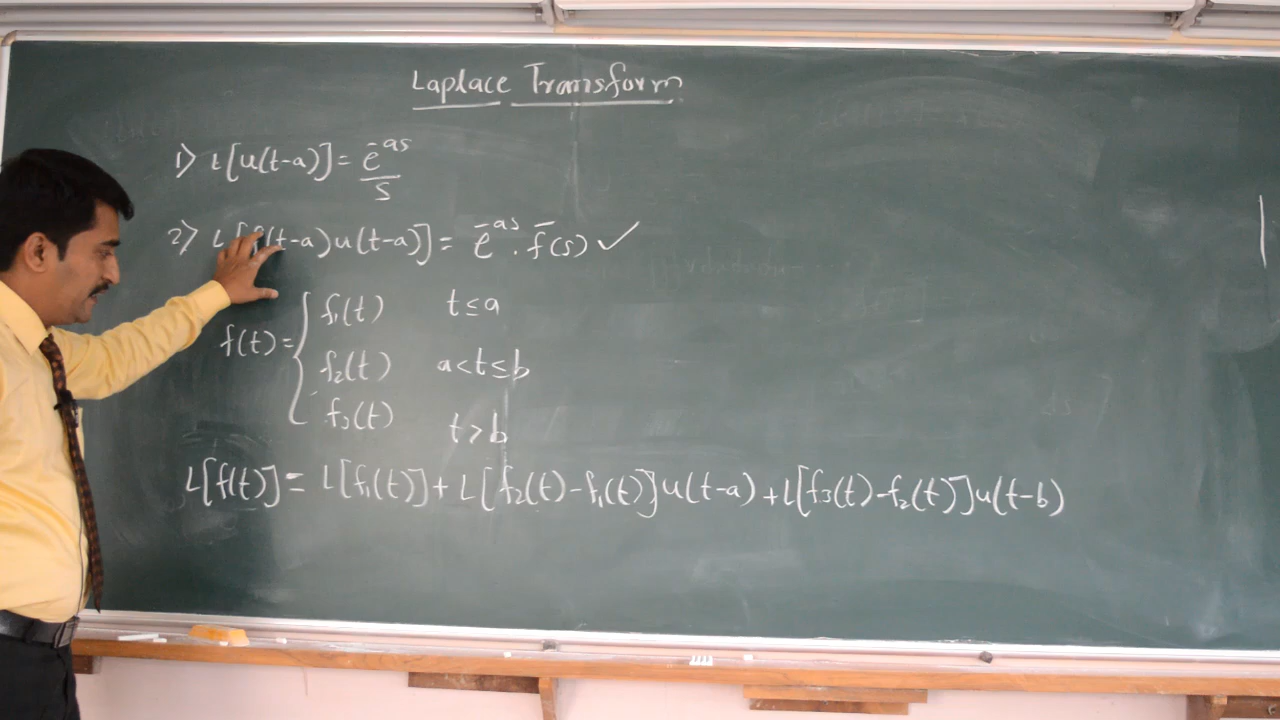 Laplace Transform
1) L[u(t-a)] = e^-as / s
2) L[f(t-a)u(t-a)] = e^-as . f̄(s) ✓
f(t) = { f₁(t) t≤a
f₂(t) a<t≤b
f₃(t) t>b
L[f(t)] = L[f₁(t)] + L[f₂(t)-f₁(t)]u(t-a) + L[f₃(t)-f₂(t)]u(t-b)